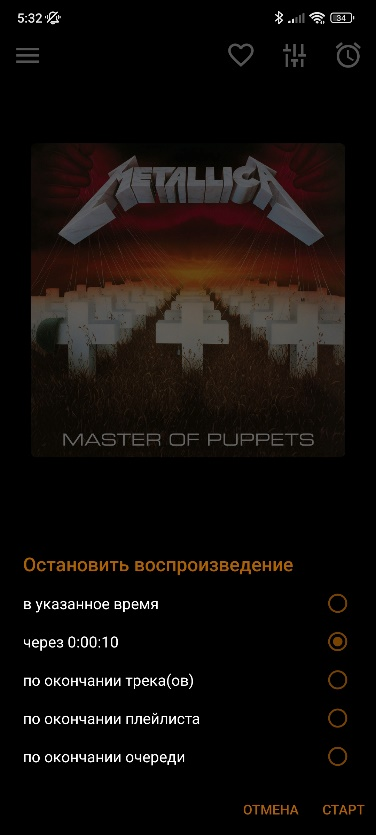 5:32
34
METALLICA
MASTER OF PUPPETS
Остановить воспроизведение
в указанное время
через 0:00:10
по окончании трека(ов)
по окончании плейлиста
по окончании очереди
ОТМЕНА СТАРТ